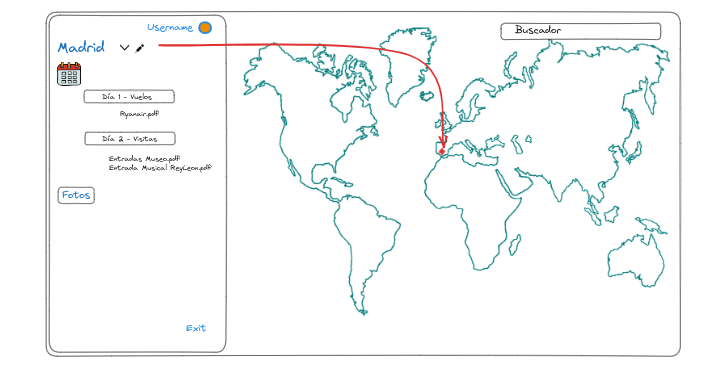 Username
Madrid
Día 1 - Vuelos
Ryanair.pdf
Día 2 - Visitas
Entradas Museo.pdf
Entrada Musical ReyLeon.pdf
Fotos
Exit
Buscador